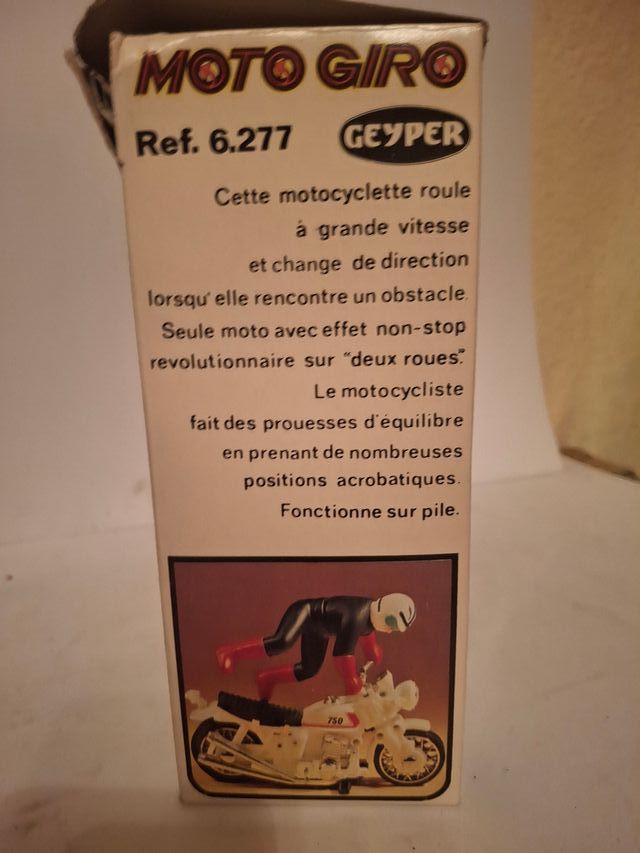 MOTO GIRO
Ref. 6.277 GEYPER
Cette motocyclette roule
à grande vitesse
et change de direction
lorsqu'elle rencontre un obstacle.
Seule moto avec effet non-stop
revolutionnaire sur "deux roues".
Le motocycliste
fait des prouesses d'équilibre
en prenant de nombreuses
positions acrobatiques.
Fonctionne sur pile.
750